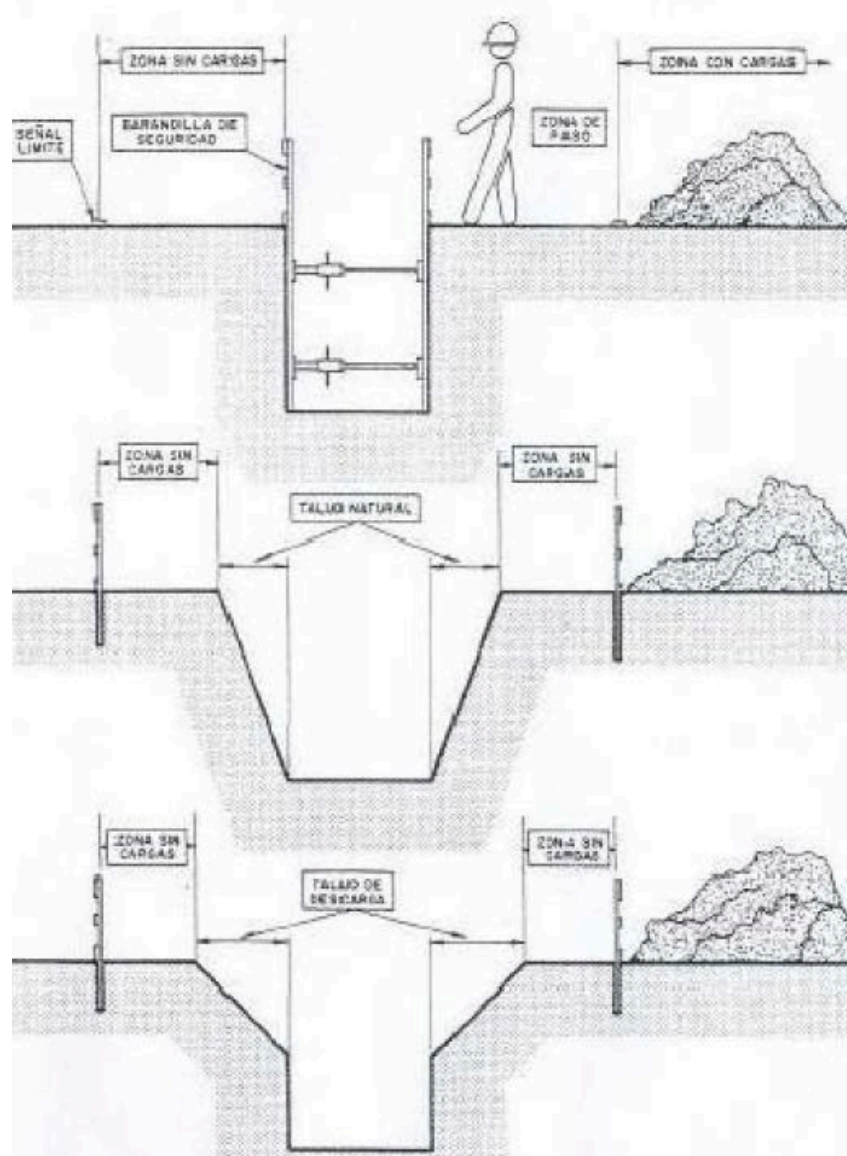 ZONA SIN CARGAS
ZONA CON CARGAS
SEÑAL
LIMITE
BARANDILLA DE
SEGURIDAD
ZONA DE
PASO
ZONA SIN
CARGAS
ZONA SIN
CARGAS
TALUD NATURAL
ZONA SIN
CARGAS
ZONA SIN
CARGAS
TALUD DE
DESCARGA